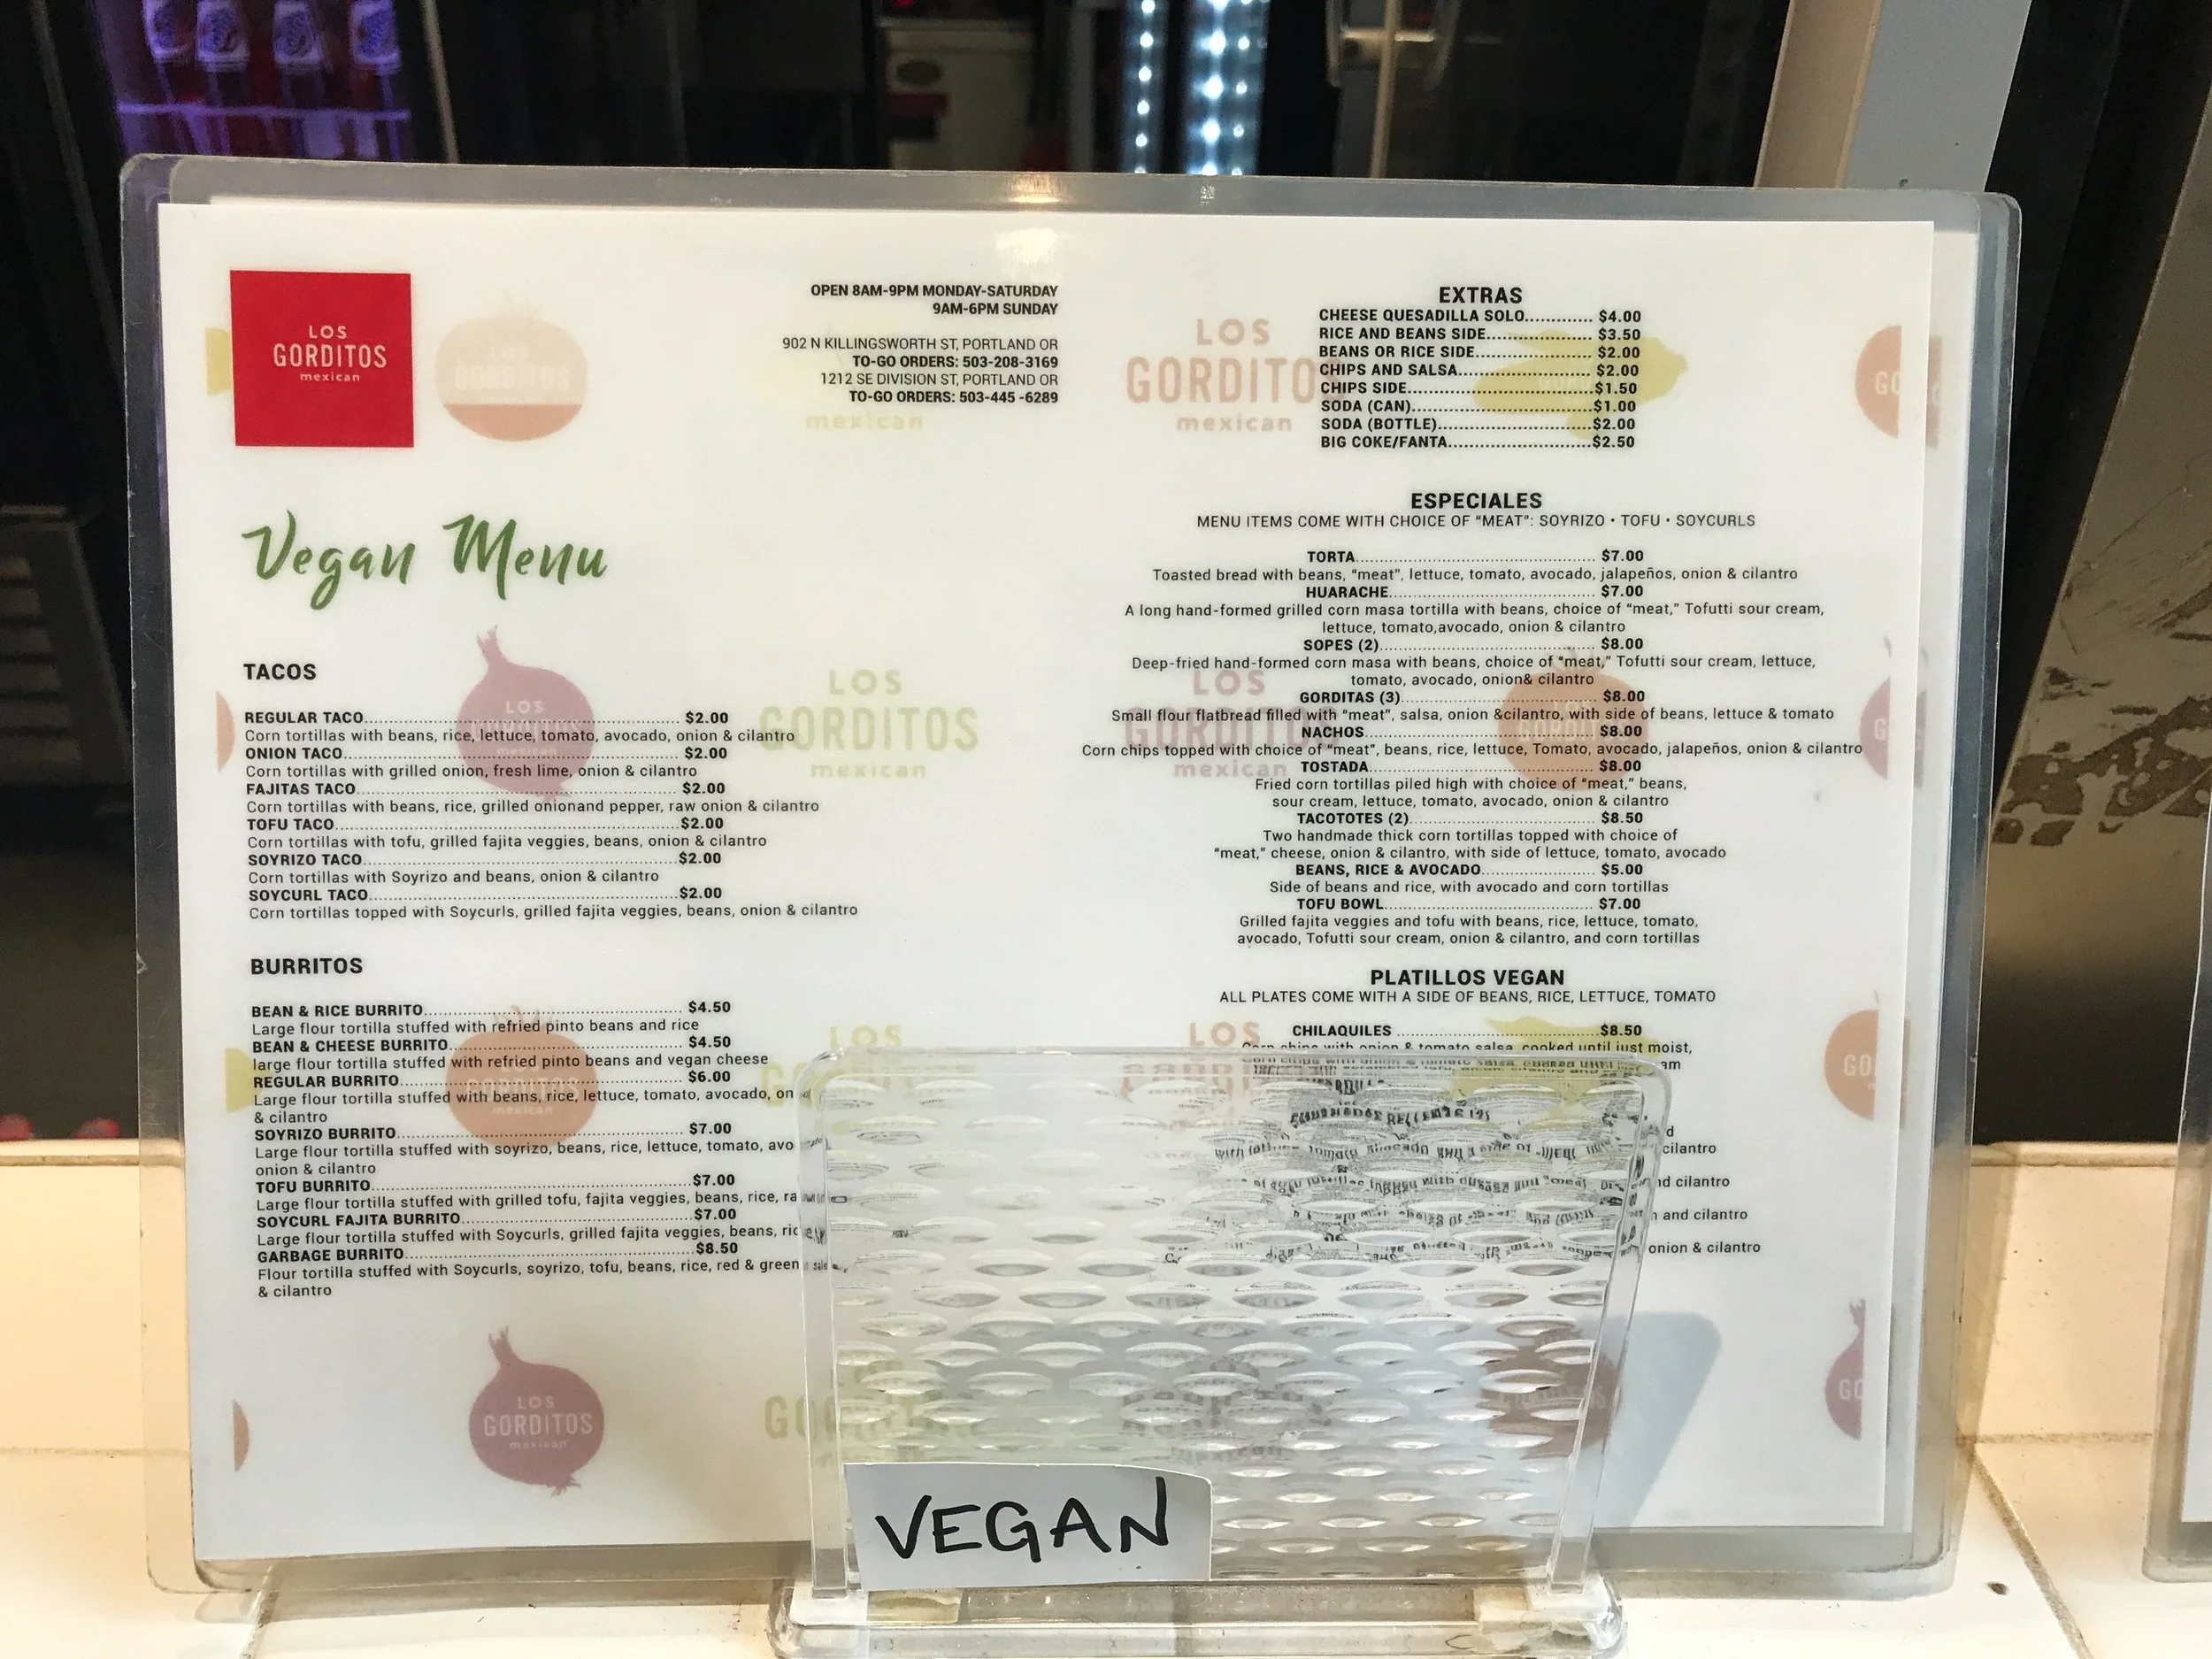 LOS
GORDITOS
mexican
OPEN 8AM-9PM MONDAY-SATURDAY
9AM-6PM SUNDAY
902 N KILLINGSWORTH ST, PORTLAND OR
TO-GO ORDERS: 503-208-3169
1212 SE DIVISION ST, PORTLAND OR
TO-GO ORDERS: 503-445 -6289
Vegan Menu
TACOS
REGULAR TACO $2.00
Corn tortillas with beans, rice, lettuce, tomato, avocado, onion & cilantro
ONION TACO $2.00
Corn tortillas with grilled onion, fresh lime, onion & cilantro
FAJITAS TACO $2.00
Corn tortillas with beans, rice, grilled onionand pepper, raw onion & cilantro
TOFU TACO $2.00
Corn tortillas with tofu, grilled fajita veggies, beans, onion & cilantro
SOYRIZO TACO $2.00
Corn tortillas with Soyrizo and beans, onion & cilantro
SOYCURL TACO $2.00
Corn tortillas topped with Soycurls, grilled fajita veggies, beans, onion & cilantro
BURRITOS
BEAN & RICE BURRITO $4.50
Large flour tortilla stuffed with refried pinto beans and rice
BEAN & CHEESE BURRITO $4.50
large flour tortilla stuffed with refried pinto beans and vegan cheese
REGULAR BURRITO $6.00
Large flour tortilla stuffed with beans, rice, lettuce, tomato, avocado, on
& cilantro
SOYRIZO BURRITO $7.00
Large flour tortilla stuffed with soyrizo, beans, rice, lettuce, tomato, avo
onion & cilantro
TOFU BURRITO $7.00
Large flour tortilla stuffed with grilled tofu, fajita veggies, beans, rice, ra
SOYCURL FAJITA BURRITO $7.00
Large flour tortilla stuffed with Soycurls, grilled fajita veggies, beans, ric
GARBAGE BURRITO $8.50
Flour tortilla stuffed with Soycurls, soyrizo, tofu, beans, rice, red & green
& cilantro
EXTRAS
CHEESE QUESADILLA SOLO $4.00
RICE AND BEANS SIDE $3.50
BEANS OR RICE SIDE $2.00
CHIPS AND SALSA $2.00
CHIPS SIDE $1.50
SODA (CAN) $1.00
SODA (BOTTLE) $2.00
BIG COKE/FANTA $2.50
ESPECIALES
MENU ITEMS COME WITH CHOICE OF "MEAT": SOYRIZO • TOFU • SOYCURLS
TORTA $7.00
Toasted bread with beans, "meat", lettuce, tomato, avocado, jalapeños, onion & cilantro
HUARACHE $7.00
A long hand-formed grilled corn masa tortilla with beans, choice of "meat," Tofutti sour cream,
lettuce, tomato,avocado, onion & cilantro
SOPES (2) $8.00
Deep-fried hand-formed corn masa with beans, choice of "meat," Tofutti sour cream, lettuce,
tomato, avocado, onion& cilantro
GORDITAS (3) $8.00
Small flour flatbread filled with "meat", salsa, onion &cilantro, with side of beans, lettuce & tomato
NACHOS $8.00
Corn chips topped with choice of "meat", beans, rice, lettuce, Tomato, avocado, jalapeños, onion & cilantro
TOSTADA $8.00
Fried corn tortillas piled high with choice of "meat," beans,
sour cream, lettuce, tomato, avocado, onion & cilantro
TACOTOTES (2) $8.50
Two handmade thick corn tortillas topped with choice of
"meat," cheese, onion & cilantro, with side of lettuce, tomato, avocado
BEANS, RICE & AVOCADO $5.00
Side of beans and rice, with avocado and corn tortillas
TOFU BOWL $7.00
Grilled fajita veggies and tofu with beans, rice, lettuce, tomato,
avocado, Tofutti sour cream, onion & cilantro, and corn tortillas
PLATILLOS VEGAN
ALL PLATES COME WITH A SIDE OF BEANS, RICE, LETTUCE, TOMATO
CHILAQUILES $8.50
Corn chips with onion & tomato salsa, cooked until just moist,
cilantro
cilantro
and cilantro
onion & cilantro
VEGAN